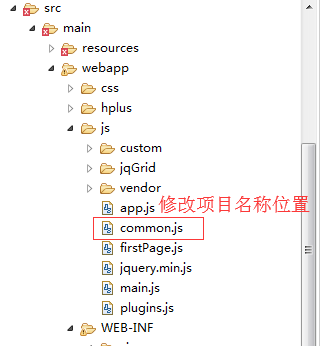 src
main
resources
webapp
css
hplus
js
custom
jqGrid
vendor
app.js 修改项目名称位置
common.js
firstPage.js
jquery.min.js
main.js
plugins.js
WEB-INF